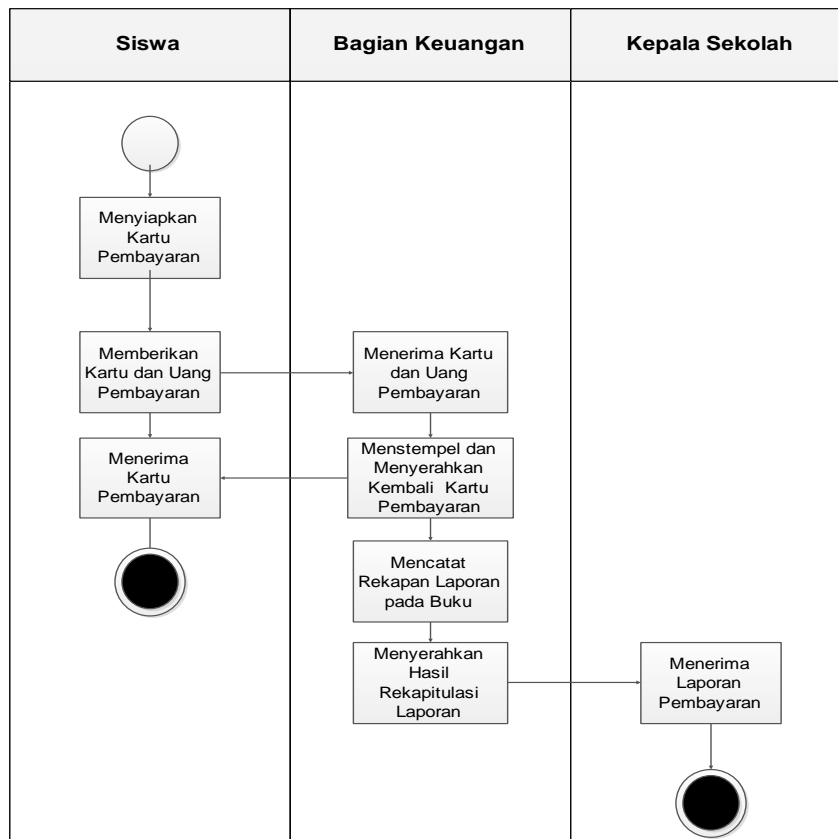 Siswa
Bagian Keuangan
Kepala Sekolah
Menyiapkan
Kartu
Pembayaran
Memberikan
Kartu dan Uang
Pembayaran
Menerima Kartu
dan Uang
Pembayaran
Menerima
Kartu
Pembayaran
Menstempel dan
Menyerahkan
Kembali Kartu
Pembayaran
Mencatat
Rekapan Laporan
pada Buku
Menyerahkan
Hasil
Rekapitulasi
Laporan
Menerima
Laporan
Pembayaran